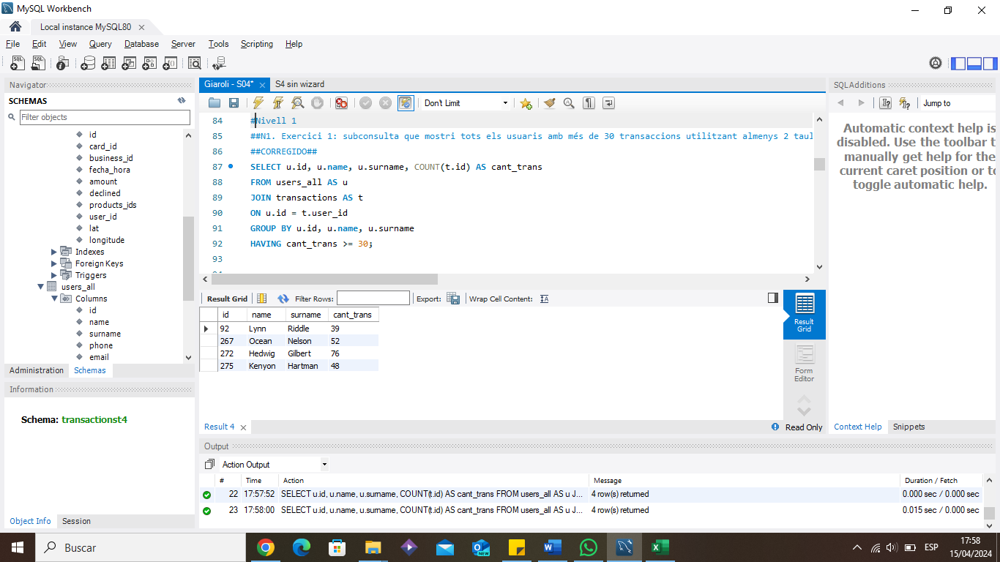 MySQL Workbench
Local instance MySQL80
File Edit View Query Database Server Tools Scripting Help
Navigator
SCHEMAS
Filter objects
id
card_id
business_id
fecha_hora
amount
declined
products_ids
user_id
lat
longitude
Indexes
Foreign Keys
Triggers
users_all
Columns
id
name
surname
phone
email
Administration Schemas
Information
Schema: transactionst4
Object Info Session
Giaroli - S04* S4 sin wizard
Don't Limit
84 #Nivell 1
85 ##N1. Exercici 1: subconsulta que mostri tots els usuaris amb més de 30 transaccions utilitzant almenys 2 taul
86 ##CORREGIDO##
87 SELECT u.id, u.name, u.surname, COUNT(t.id) AS cant_trans
88 FROM users_all AS u
89 JOIN transactions AS t
90 ON u.id = t.user_id
91 GROUP BY u.id, u.name, u.surname
92 HAVING cant_trans >= 30;
93
Result Grid Filter Rows: Export: Wrap Cell Content:
id name surname cant_trans
92 Lynn Riddle 39
267 Ocean Nelson 52
272 Hedwig Gilbert 76
275 Kenyon Hartman 48
Result Grid
Form Editor
Result 4
Read Only
SQLAdditions
Jump to
Automatic context help is
disabled. Use the toolbar t
manually get help for the
current caret position or to
toggle automatic help.
Context Help Snippets
Output
Action Output
# Time Action Message Duration / Fetch
22 17:57:52 SELECT u.id, u.name, u.surname, COUNT(t.id) AS cant_trans FROM users_all AS u J... 4 row(s) returned 0.000 sec / 0.000 sec
23 17:58:00 SELECT u.id, u.name, u.surname, COUNT(t.id) AS cant_trans FROM users_all AS u J... 4 row(s) returned 0.015 sec / 0.000 sec
Buscar
ESP
17:58
15/04/2024